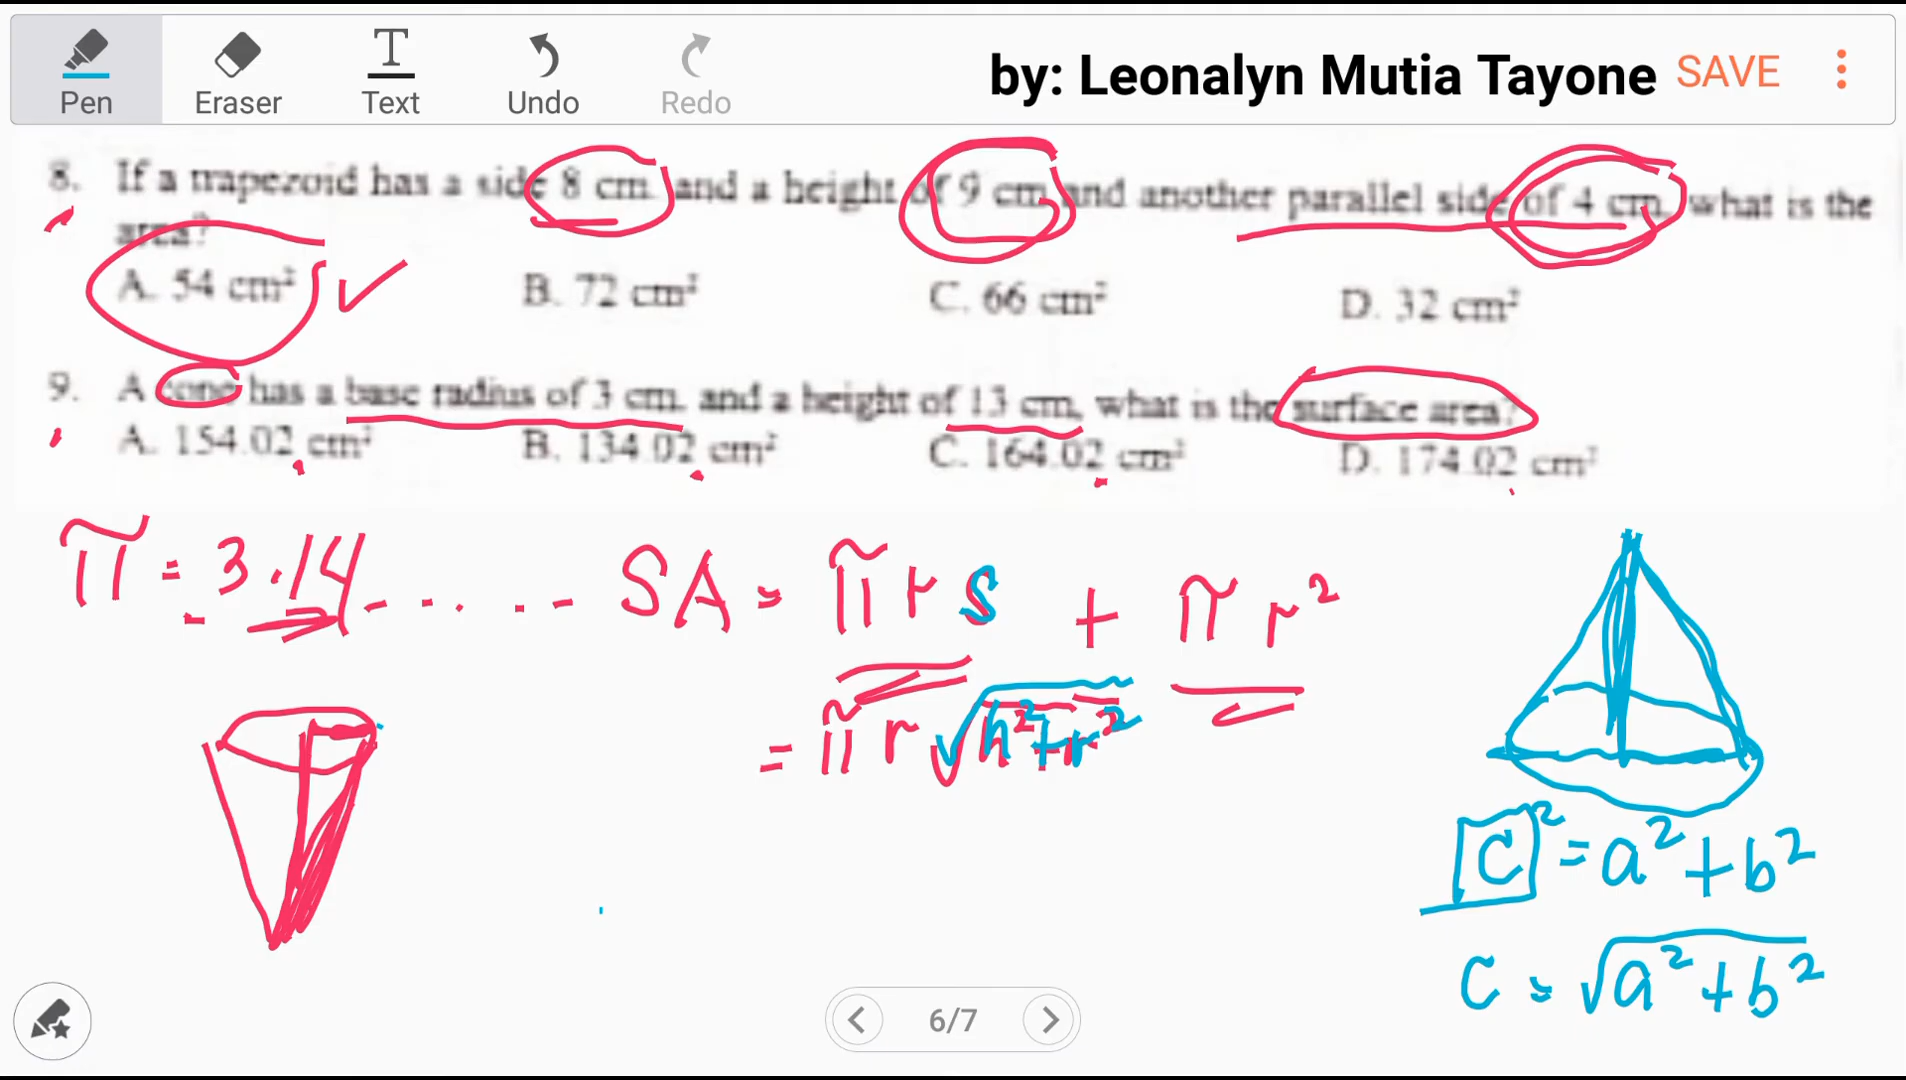 Pen Eraser Text Undo Redo by: Leonalyn Mutia Tayone SAVE
8. If a trapezoid has a side 8 cm. and a height of 9 cm, and another parallel side of 4 cm, what is the
area?
A. 54 cm² B. 72 cm² C. 66 cm² D. 32 cm²
9. A cone has a base radius of 3 cm. and a height of 13 cm, what is the surface area?
A. 154.02 cm² B. 134.02 cm² C. 164.02 cm² D. 174.02 cm²
π = 3.14 SA = πrs + πr²
= πr√h²+r²
C² = a² + b²
C = √a² + b²
6/7